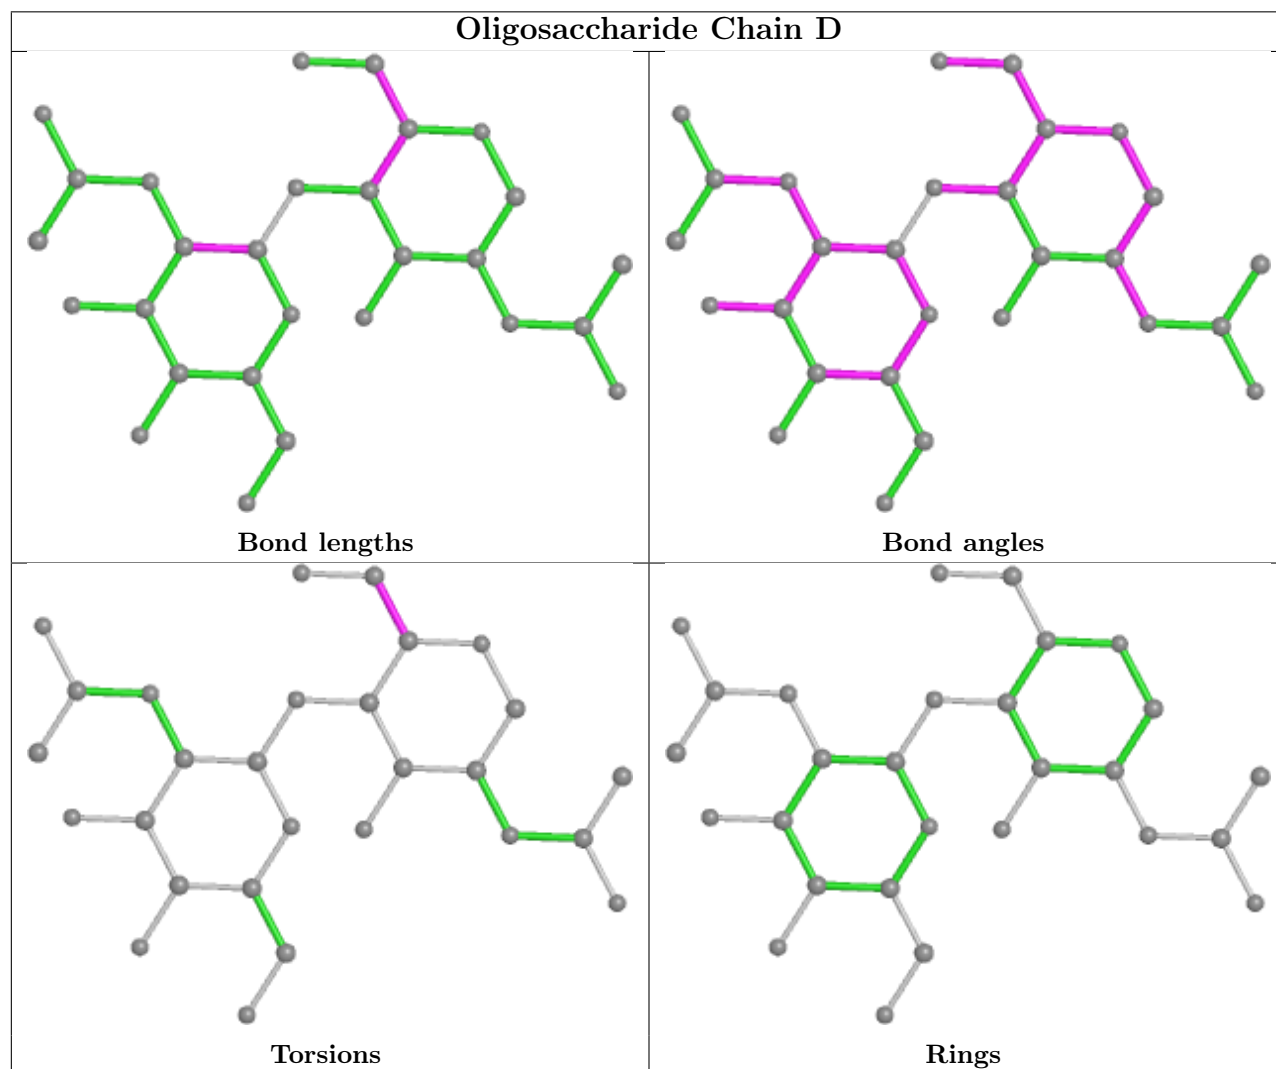 Oligosaccharide Chain D
Bond lengths
Bond angles
Torsions
Rings